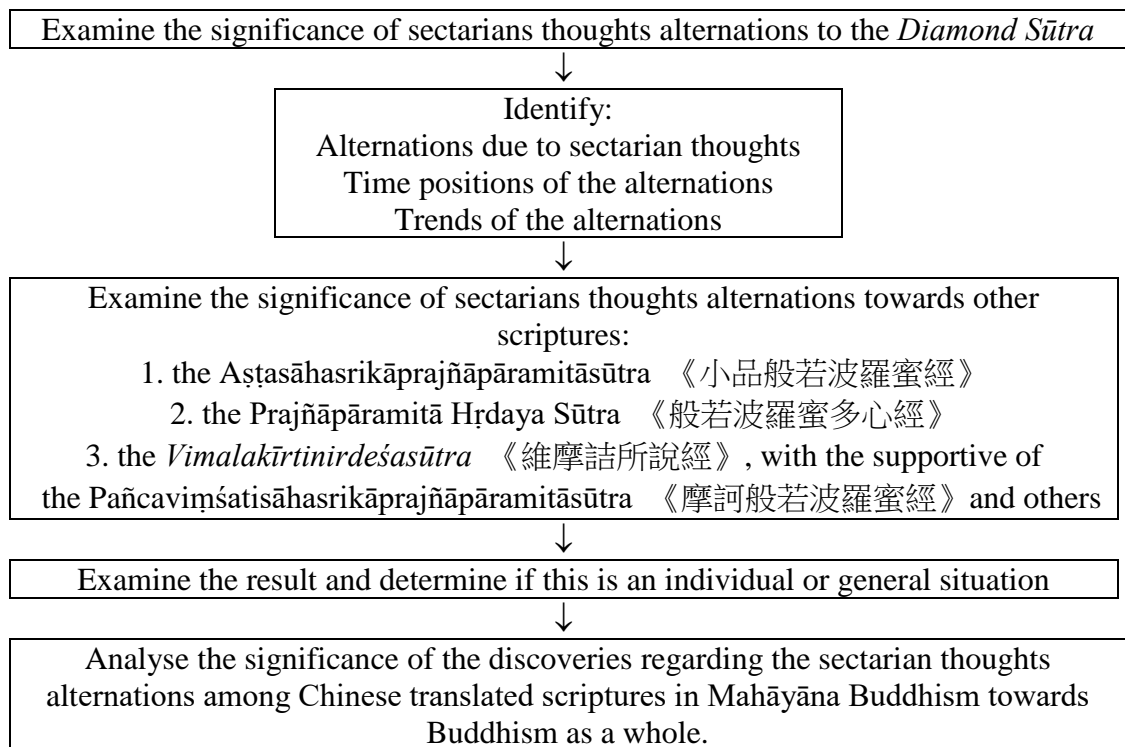 Examine the significance of sectarians thoughts alternations to the Diamond Sūtra
↓
Identify:
Alternations due to sectarian thoughts
Time positions of the alternations
Trends of the alternations
↓
Examine the significance of sectarians thoughts alternations towards other
scriptures:
1. the Aṣṭasāhasrikāprajñāpāramitāsūtra 《小品般若波羅蜜經》
2. the Prajñāpāramitā Hṛdaya Sūtra 《般若波羅蜜多心經》
3. the Vimalakīrtinirdeśasūtra 《維摩詰所說經》, with the supportive of
the Pañcaviṃśatisāhasrikāprajñāpāramitāsūtra 《摩訶般若波羅蜜經》and others
↓
Examine the result and determine if this is an individual or general situation
↓
Analyse the significance of the discoveries regarding the sectarian thoughts
alternations among Chinese translated scriptures in Mahāyāna Buddhism towards
Buddhism as a whole.